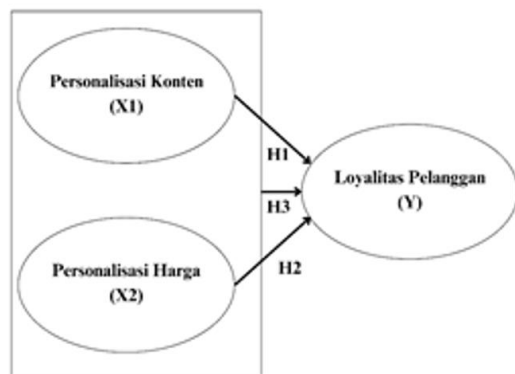 Personalisasi Konten
(X1)
H1
Loyalitas Pelanggan
(Y)
H3
H2
Personalisasi Harga
(X2)